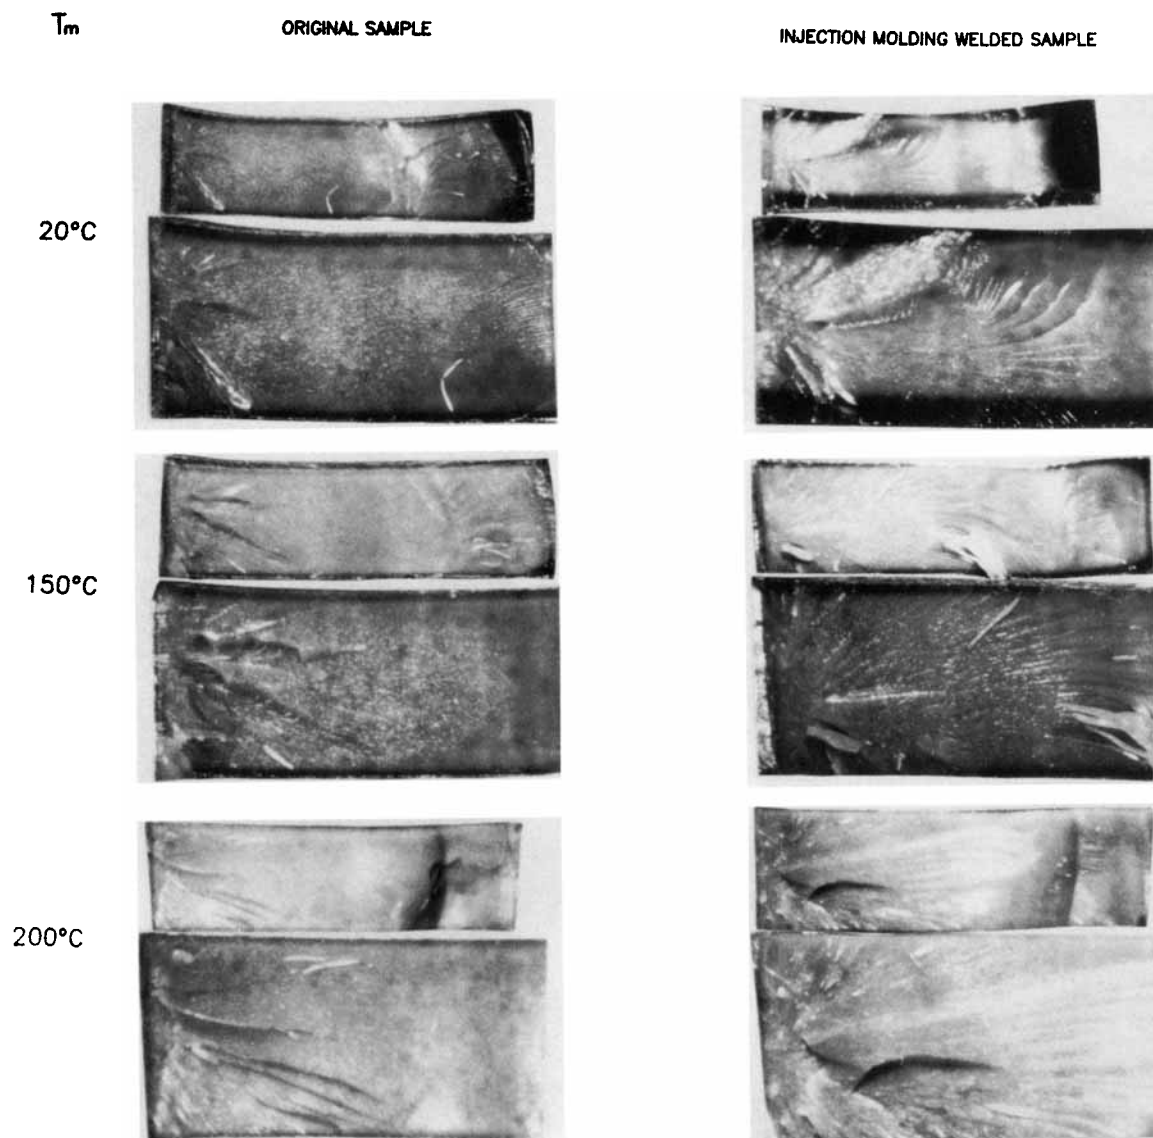 Tm
ORIGINAL SAMPLE
INJECTION MOLDING WELDED SAMPLE
20°C
150°C
200°C